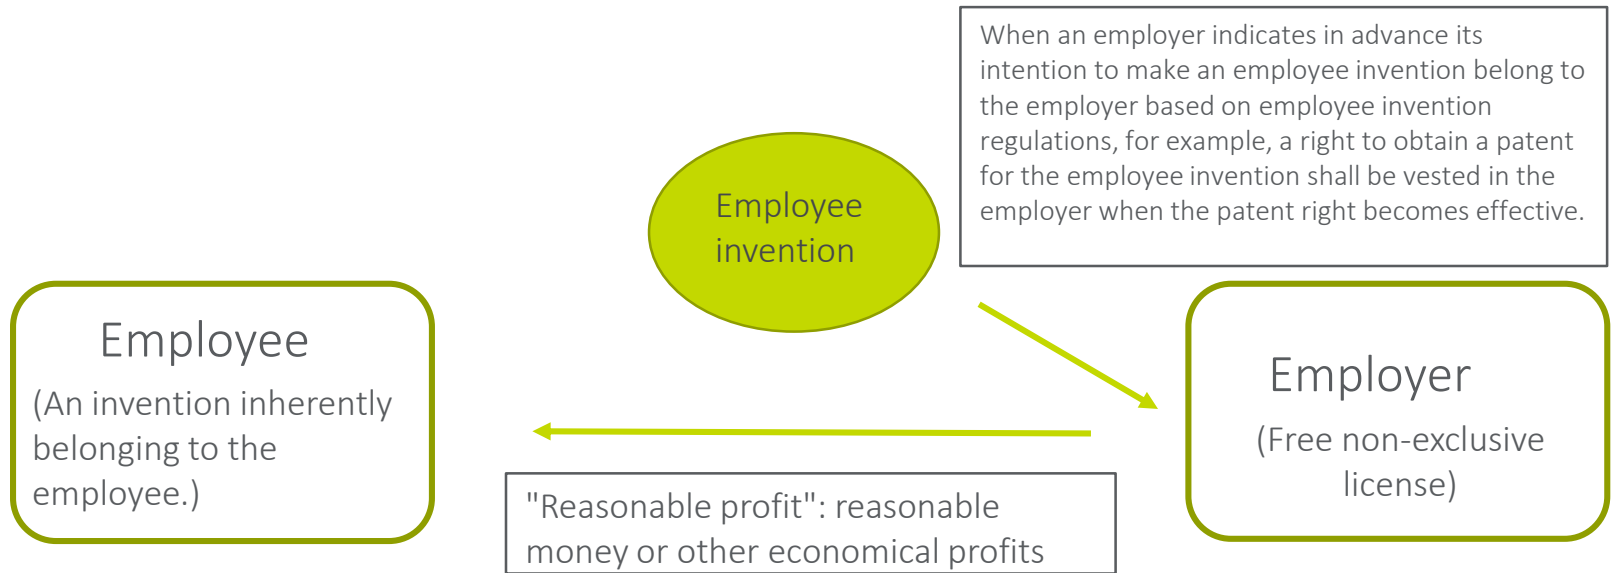 When an employer indicates in advance its
intention to make an employee invention belong to
the employer based on employee invention
regulations, for example, a right to obtain a patent
for the employee invention shall be vested in the
employer when the patent right becomes effective.
Employee
invention
Employee
(An invention inherently
belonging to the
employee.)
Employer
(Free non-exclusive
license)
"Reasonable profit": reasonable
money or other economical profits